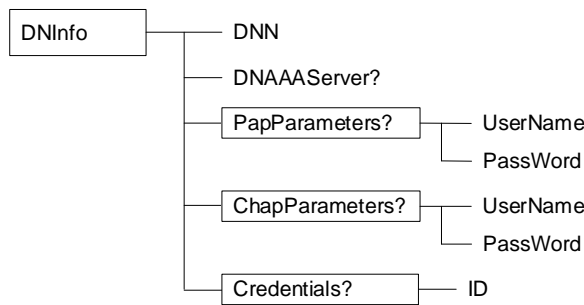 DNInfo
DNN
DNAAAServer?
PapParameters?
UserName
PassWord
ChapParameters?
UserName
PassWord
Credentials?
ID